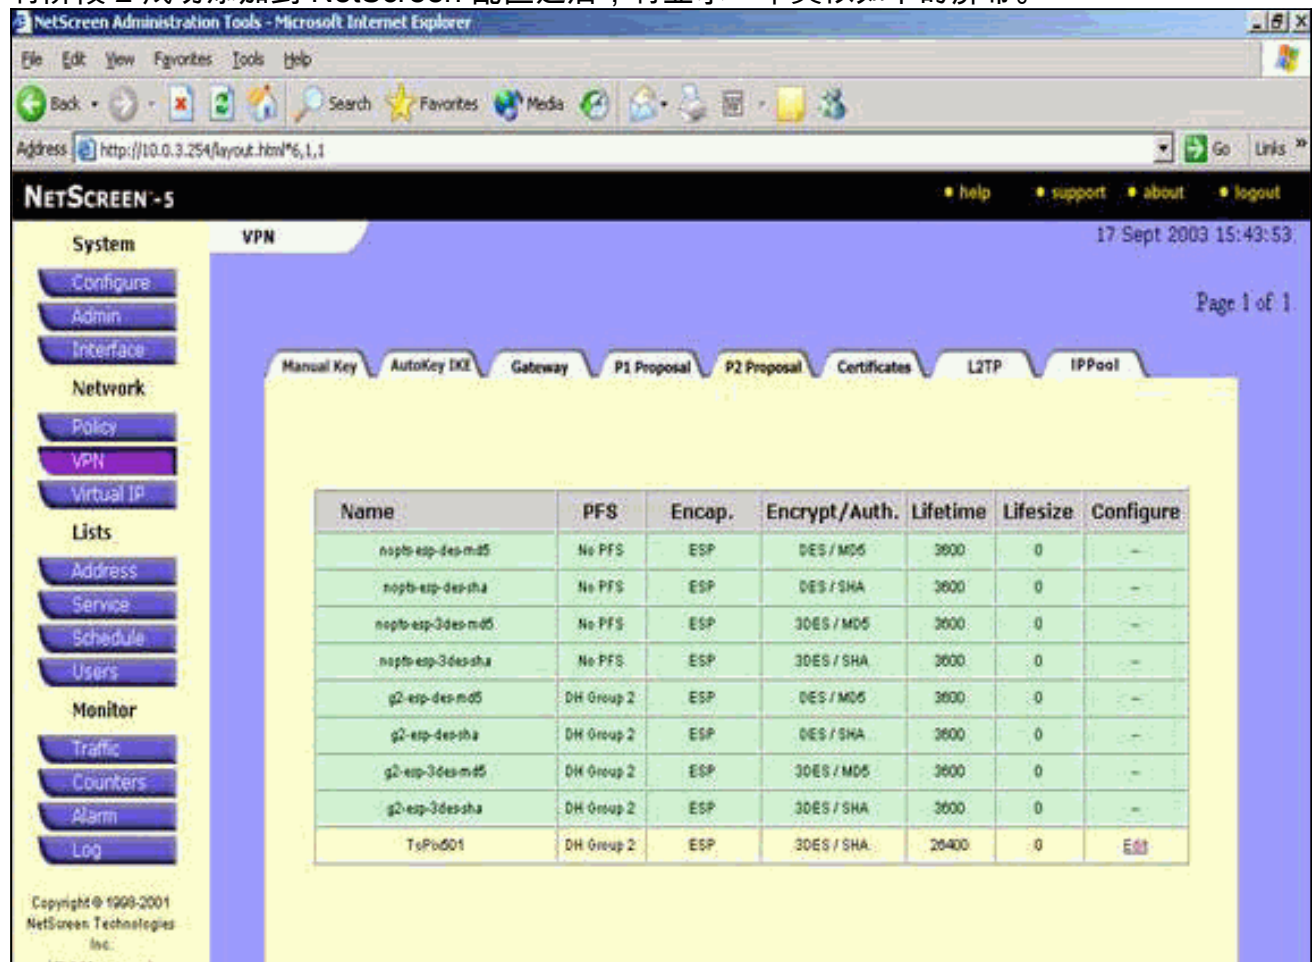 NetScreen Administration Tools - Microsoft Internet Explorer
File Edit View Favorites Tools Help
Back Search Favorites Media
Address http://10.0.3.254/layout.html*6,1,1 Go Links »
NETSCREEN-5 help support about logout
System VPN 17 Sept 2003 15:43:53
Configure
Admin
Interface
Page 1 of 1
Manual Key AutoKey IKE Gateway P1 Proposal P2 Proposal Certificates L2TP IPPool
Network
Policy
VPN
Virtual IP
Lists
Address
Service
Schedule
Users
Monitor
Traffic
Counters
Alarm
Log
Name PFS Encap. Encrypt/Auth. Lifetime Lifesize Configure
nopfs-esp-des-md5 No PFS ESP DES / MD5 3600 0 --
nopfs-esp-des-sha No PFS ESP DES / SHA 3600 0 --
nopfs-esp-3des-md5 No PFS ESP 3DES / MD5 3600 0 --
nopfs-esp-3des-sha No PFS ESP 3DES / SHA 3600 0 --
g2-esp-des-md5 DH Group 2 ESP DES / MD5 3600 0 --
g2-esp-des-sha DH Group 2 ESP DES / SHA 3600 0 --
g2-esp-3des-md5 DH Group 2 ESP 3DES / MD5 3600 0 --
g2-esp-3des-sha DH Group 2 ESP 3DES / SHA 3600 0 --
ToPix501 DH Group 2 ESP 3DES / SHA 26400 0 Edit
Copyright © 1998-2001
NetScreen Technologies
Inc.